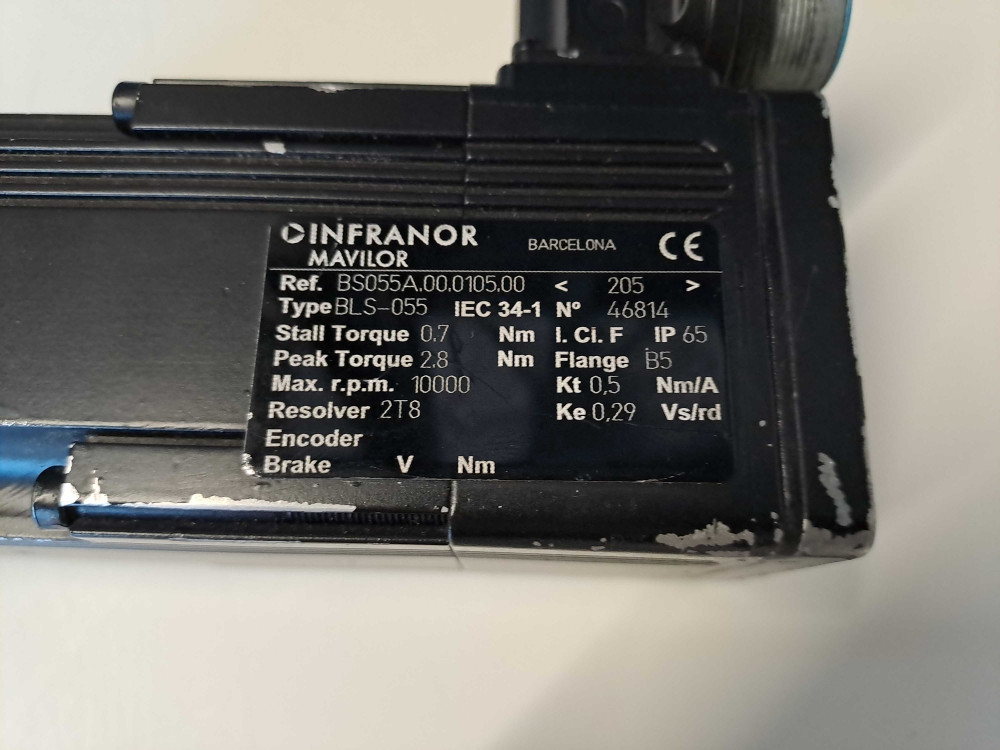 INFRANOR BARCELONA CE
MAVILOR
Ref. BS055A.00.0105.00 < 205 >
Type BLS-055 IEC 34-1 Nº 46814
Stall Torque 0.7 Nm I. Cl. F IP 65
Peak Torque 2.8 Nm Flange B5
Max. r.p.m. 10000 Kt 0,5 Nm/A
Resolver 2T8 Ke 0,29 Vs/rd
Encoder
Brake V Nm